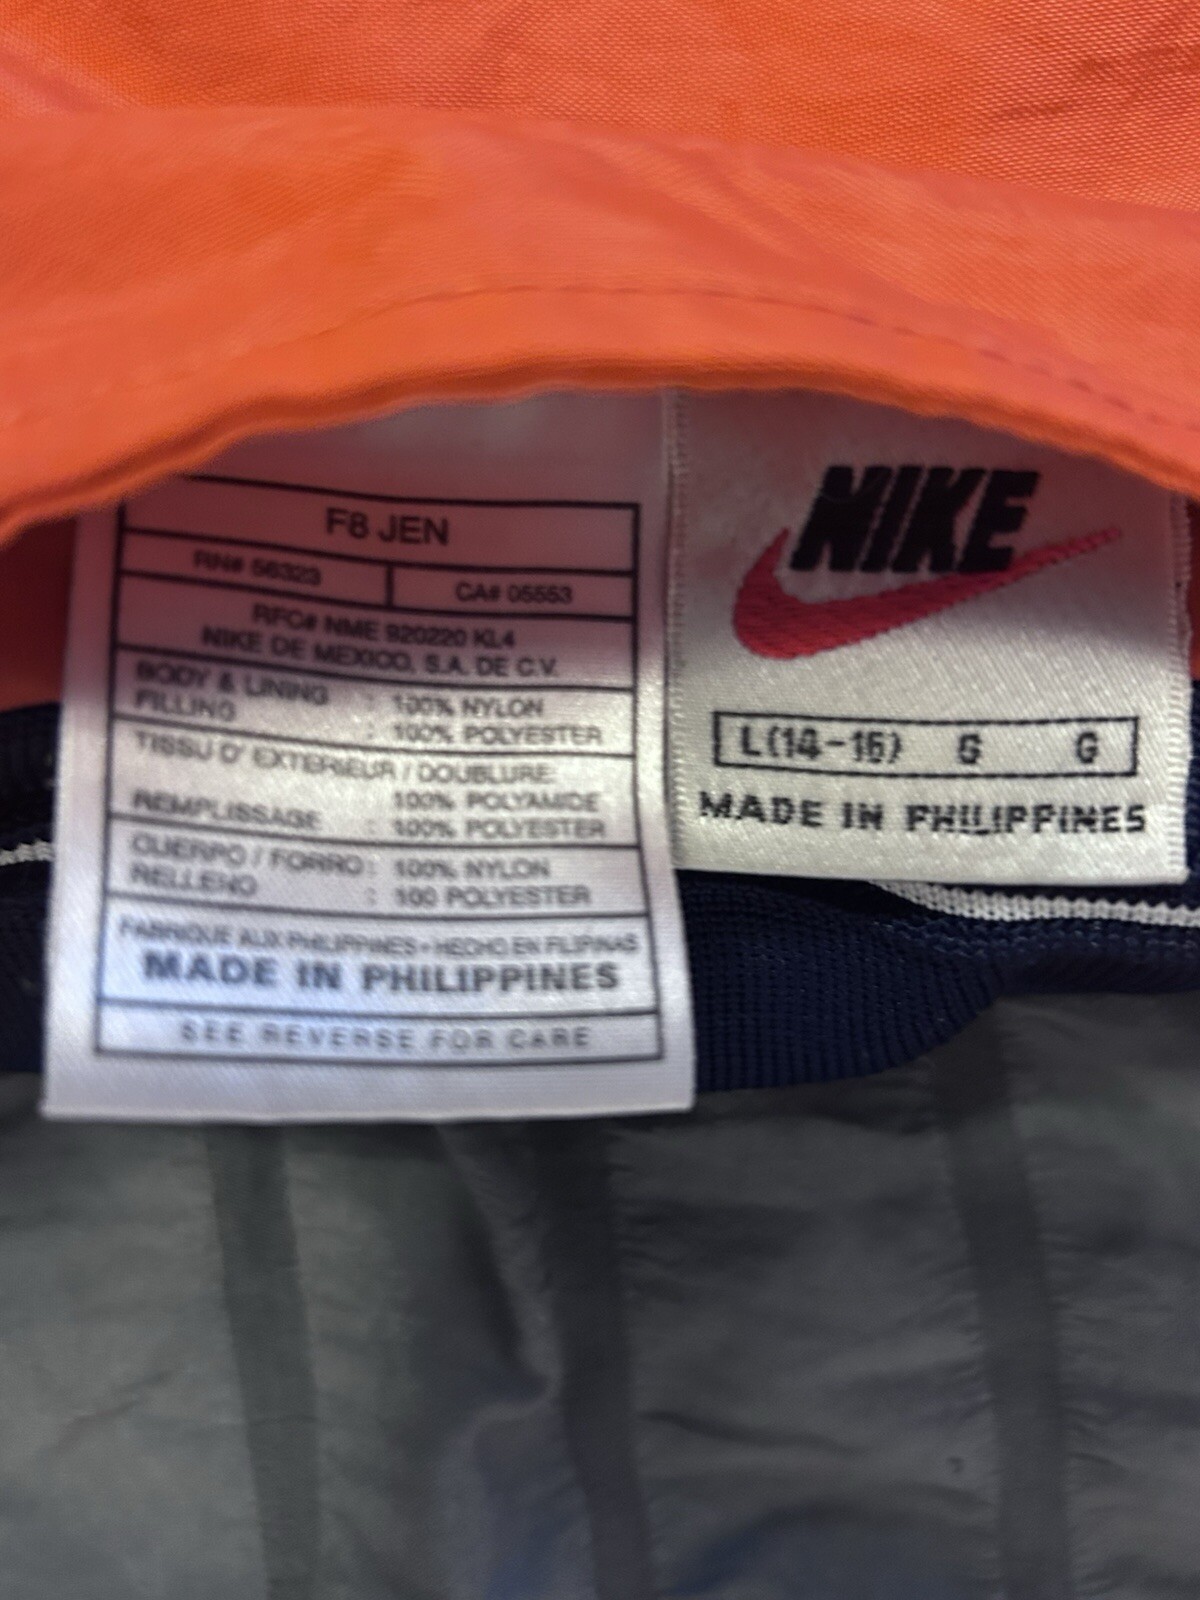 F8 JEN
RN# 56323
CA# 05553
RFC# NME 920220 KL4
NIKE DE MEXICO, S.A. DE C.V.
BODY & LINING : 100% NYLON
FILLING : 100% POLYESTER
TISSU D' EXTERIEUR / DOUBLURE:
100% POLYAMIDE
REMPLISSAGE : 100% POLYESTER
CUERPO / FORRO : 100% NYLON
RELLENO : 100 POLYESTER
FABRIQUE AUX PHILIPPINES • HECHO EN FILIPINAS
MADE IN PHILIPPINES
SEE REVERSE FOR CARE
NIKE
L(14-16) G G
MADE IN PHILIPPINES